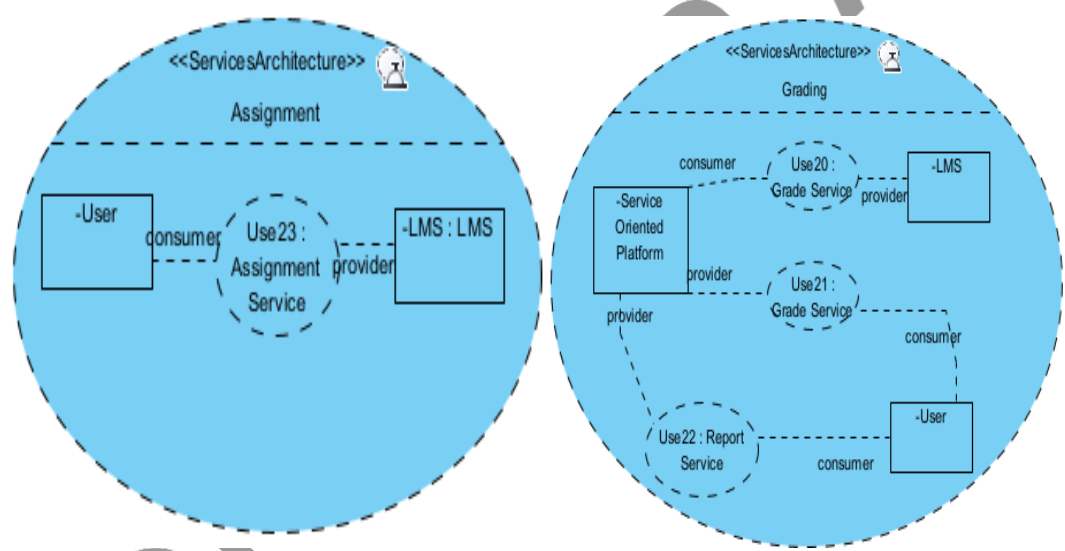 <<ServicesArchitecture>>
Assignment
-User
consumer
Use23 :
Assignment
Service
provider
-LMS : LMS
<<ServicesArchitecture>>
Grading
consumer
Use20 :
Grade Service
provider
-LMS
-Service
Oriented
Platform
provider
Use21 :
Grade Service
provider
consumer
-User
Use22 : Report
Service
consumer